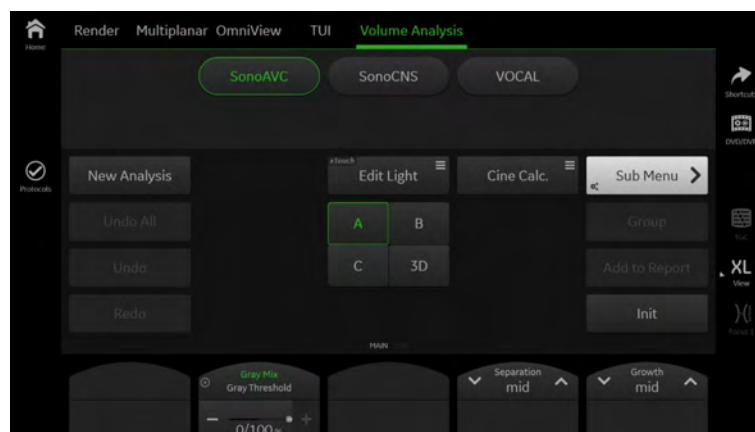 Home
Render Multiplanar OmniView TUI Volume Analysis
SonoAVC SonoCNS VOCAL
Shortcuts
DVD/DVR
Protocols
New Analysis
xTouch
Edit Light
Cine Calc.
Sub Menu
Undo All
A B
Group
TGC
Undo
C 3D
Add to Report
XL
View
Redo
Init
MAIN
Gray Mix
Gray Threshold
0/100
Separation
mid
Growth
mid